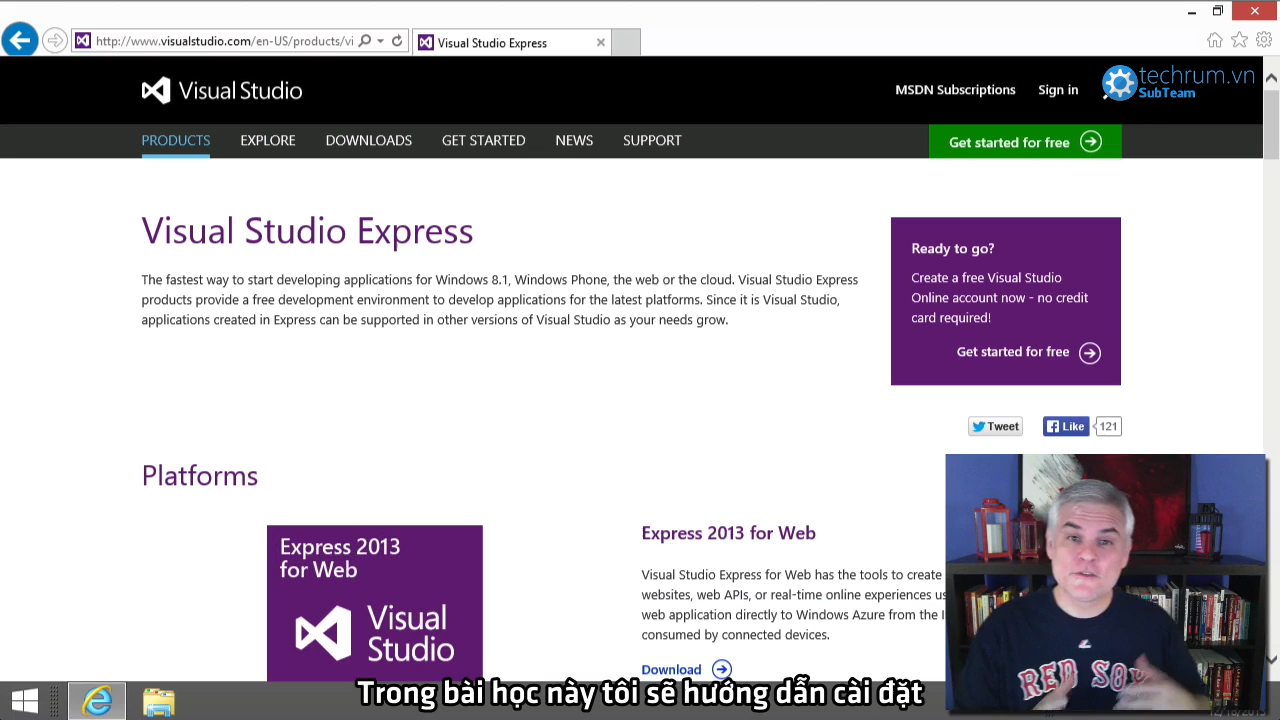 http://www.visualstudio.com/en-US/products/vi
Visual Studio Express
Visual Studio
MSDN Subscriptions
Sign in
techrum.vn
SubTeam
PRODUCTS
EXPLORE
DOWNLOADS
GET STARTED
NEWS
SUPPORT
Get started for free
Visual Studio Express
The fastest way to start developing applications for Windows 8.1, Windows Phone, the web or the cloud. Visual Studio Express
products provide a free development environment to develop applications for the latest platforms. Since it is Visual Studio,
applications created in Express can be supported in other versions of Visual Studio as your needs grow.
Ready to go?
Create a free Visual Studio
Online account now - no credit
card required!
Get started for free
Tweet
Like
121
Platforms
Express 2013
for Web
Visual
Studio
Express 2013 for Web
Visual Studio Express for Web has the tools to create
websites, web APIs, or real-time online experiences us
web application directly to Windows Azure from the I
consumed by connected devices.
Download
RED SO
Trong bài học này tôi sẽ hướng dẫn cài đặt